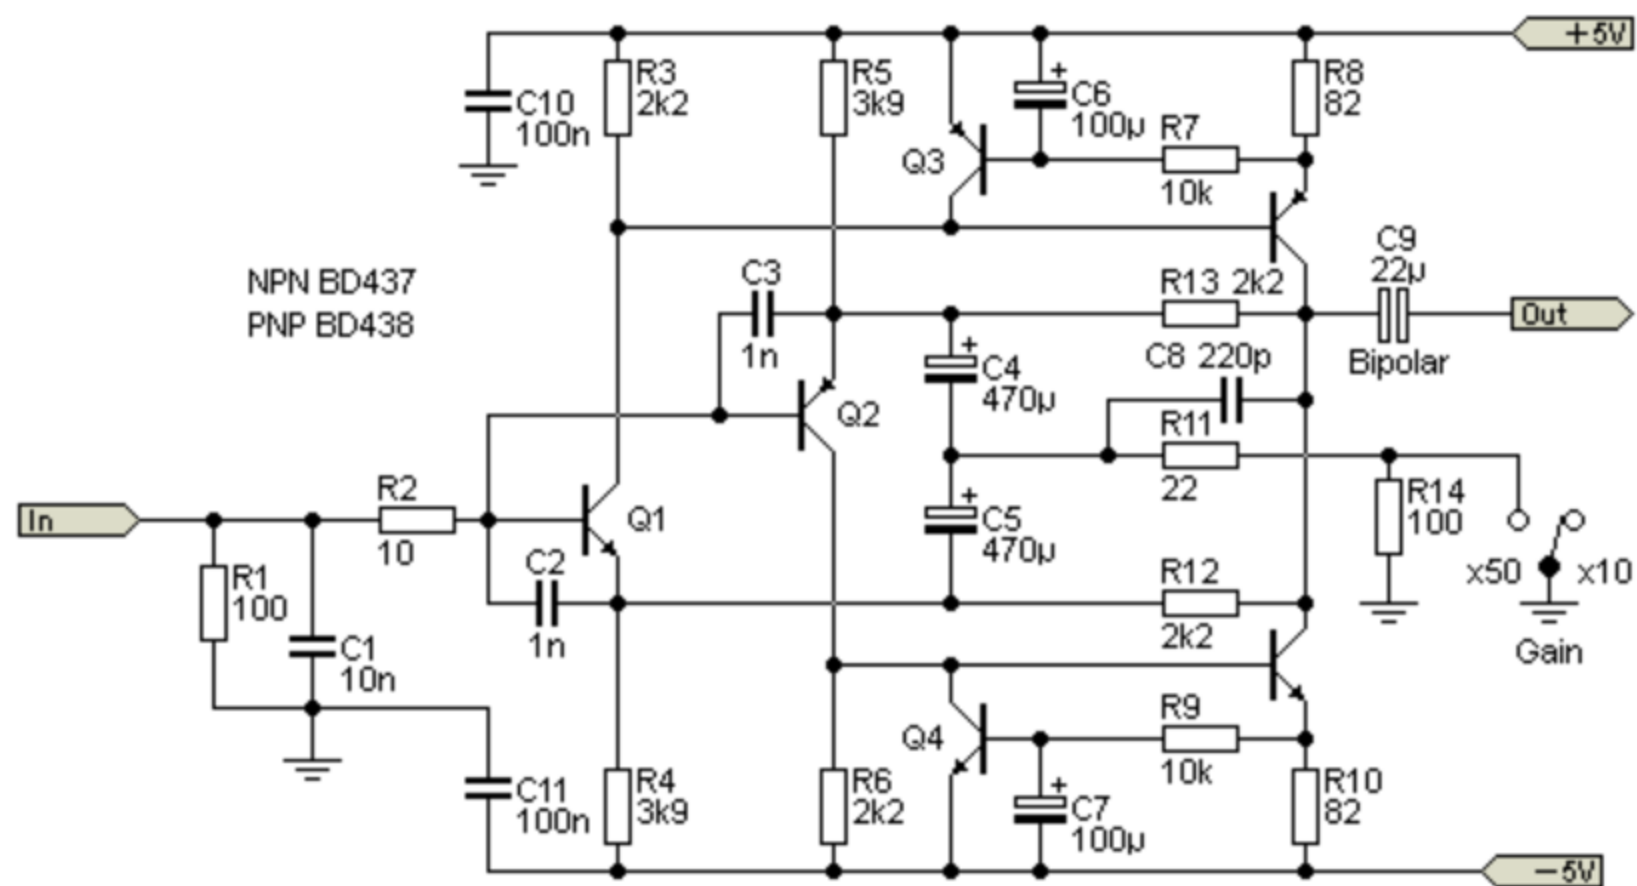 +5V
R3
2k2
R5
3k9
C6
100µ
R8
82
C10
100n
R7
10k
Q3
C9
22µ
NPN BD437
PNP BD438
C3
1n
R13 2k2
Out
Bipolar
C8 220p
C4
470µ
Q2
R11
22
R2
10
In
Q1
C5
470µ
R14
100
C2
1n
R12
2k2
x50
x10
Gain
R1
100
C1
10n
R9
10k
Q4
C11
100n
R4
3k9
R6
2k2
C7
100µ
R10
82
−5V